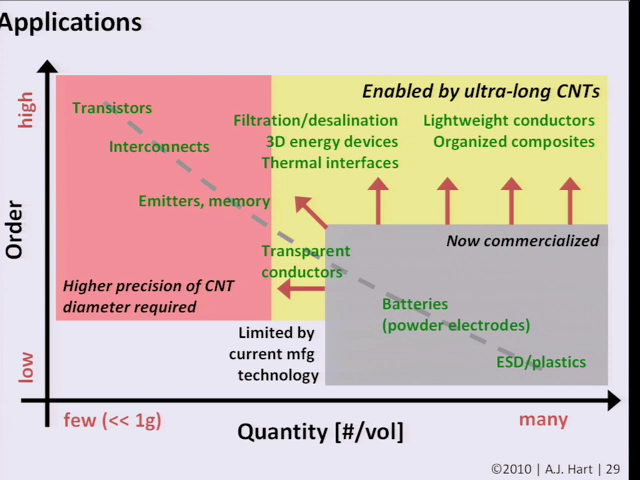 Applications
high
Order
low
Transistors
Interconnects
Emitters, memory
Higher precision of CNT
diameter required
Enabled by ultra-long CNTs
Filtration/desalination
3D energy devices
Thermal interfaces
Lightweight conductors
Organized composites
Now commercialized
Transparent
conductors
Batteries
(powder electrodes)
ESD/plastics
Limited by
current mfg
technology
few (<< 1g)
many
Quantity [#/vol]
©2010 | A.J. Hart | 29